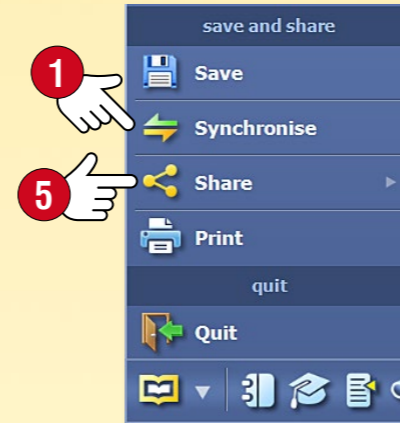 save and share
1
Save
Synchronise
5
Share
Print
quit
Quit